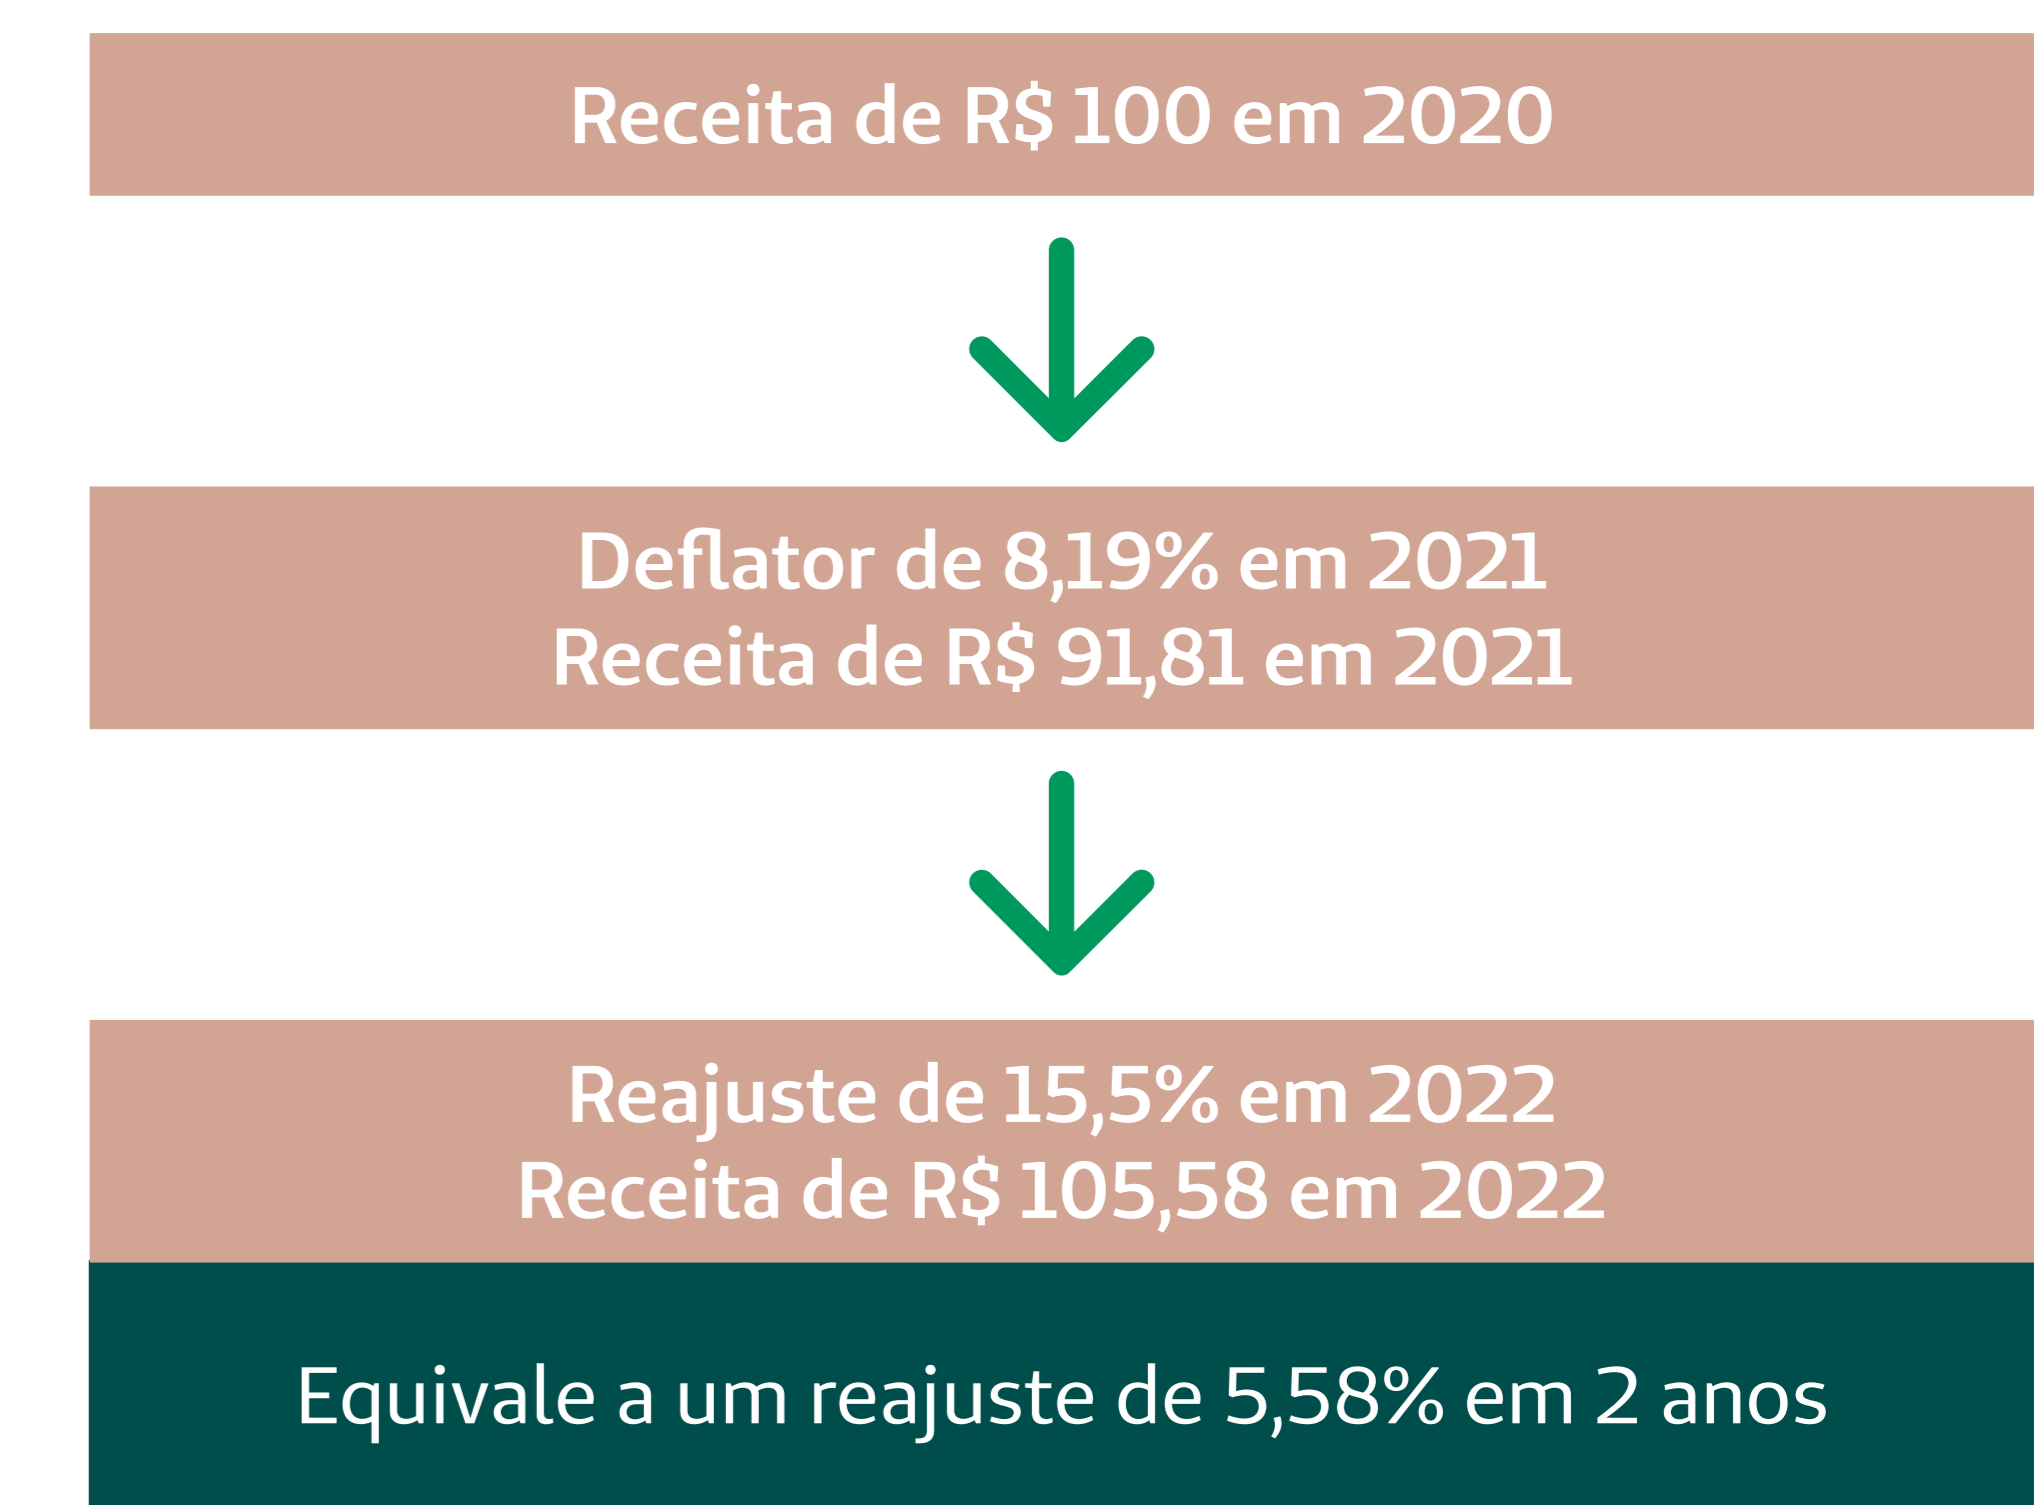 Receita de R$ 100 em 2020
Deflator de 8,19% em 2021
Receita de R$ 91,81 em 2021
Reajuste de 15,5% em 2022
Receita de R$ 105,58 em 2022
Equivale a um reajuste de 5,58% em 2 anos